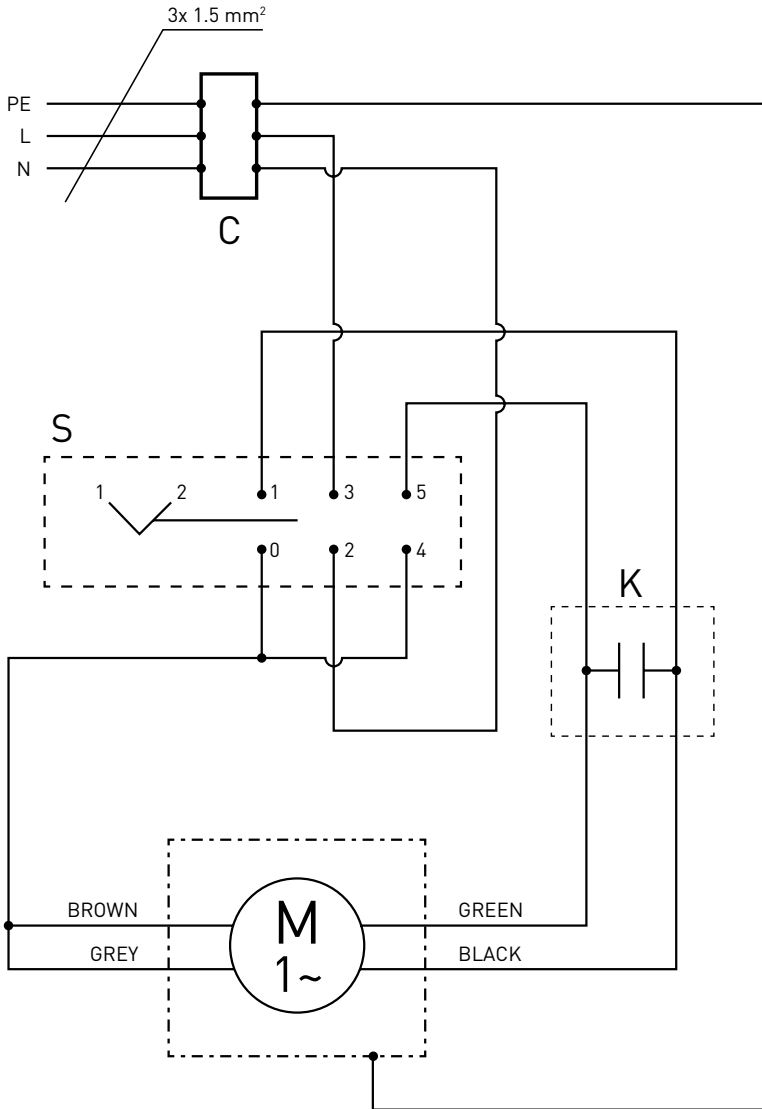 3x 1.5 mm²
PE
L
N
C
S
1 2 1 3 5
0 2 4
K
BROWN M GREEN
GREY 1~ BLACK